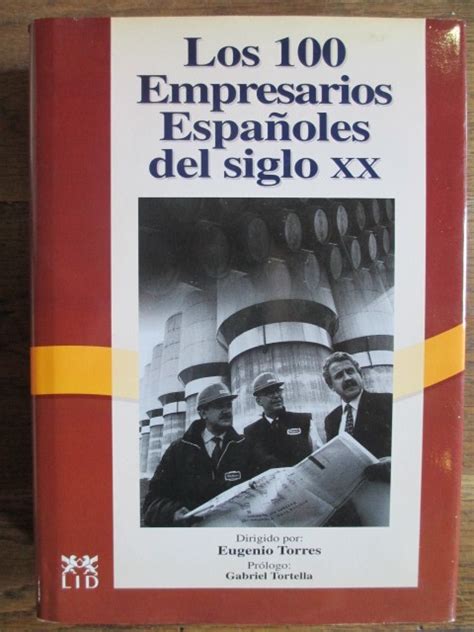 Los 100
Empresarios
Españoles
del siglo XX
Dirigido por:
Eugenio Torres
Prólogo:
Gabriel Tortella
LID